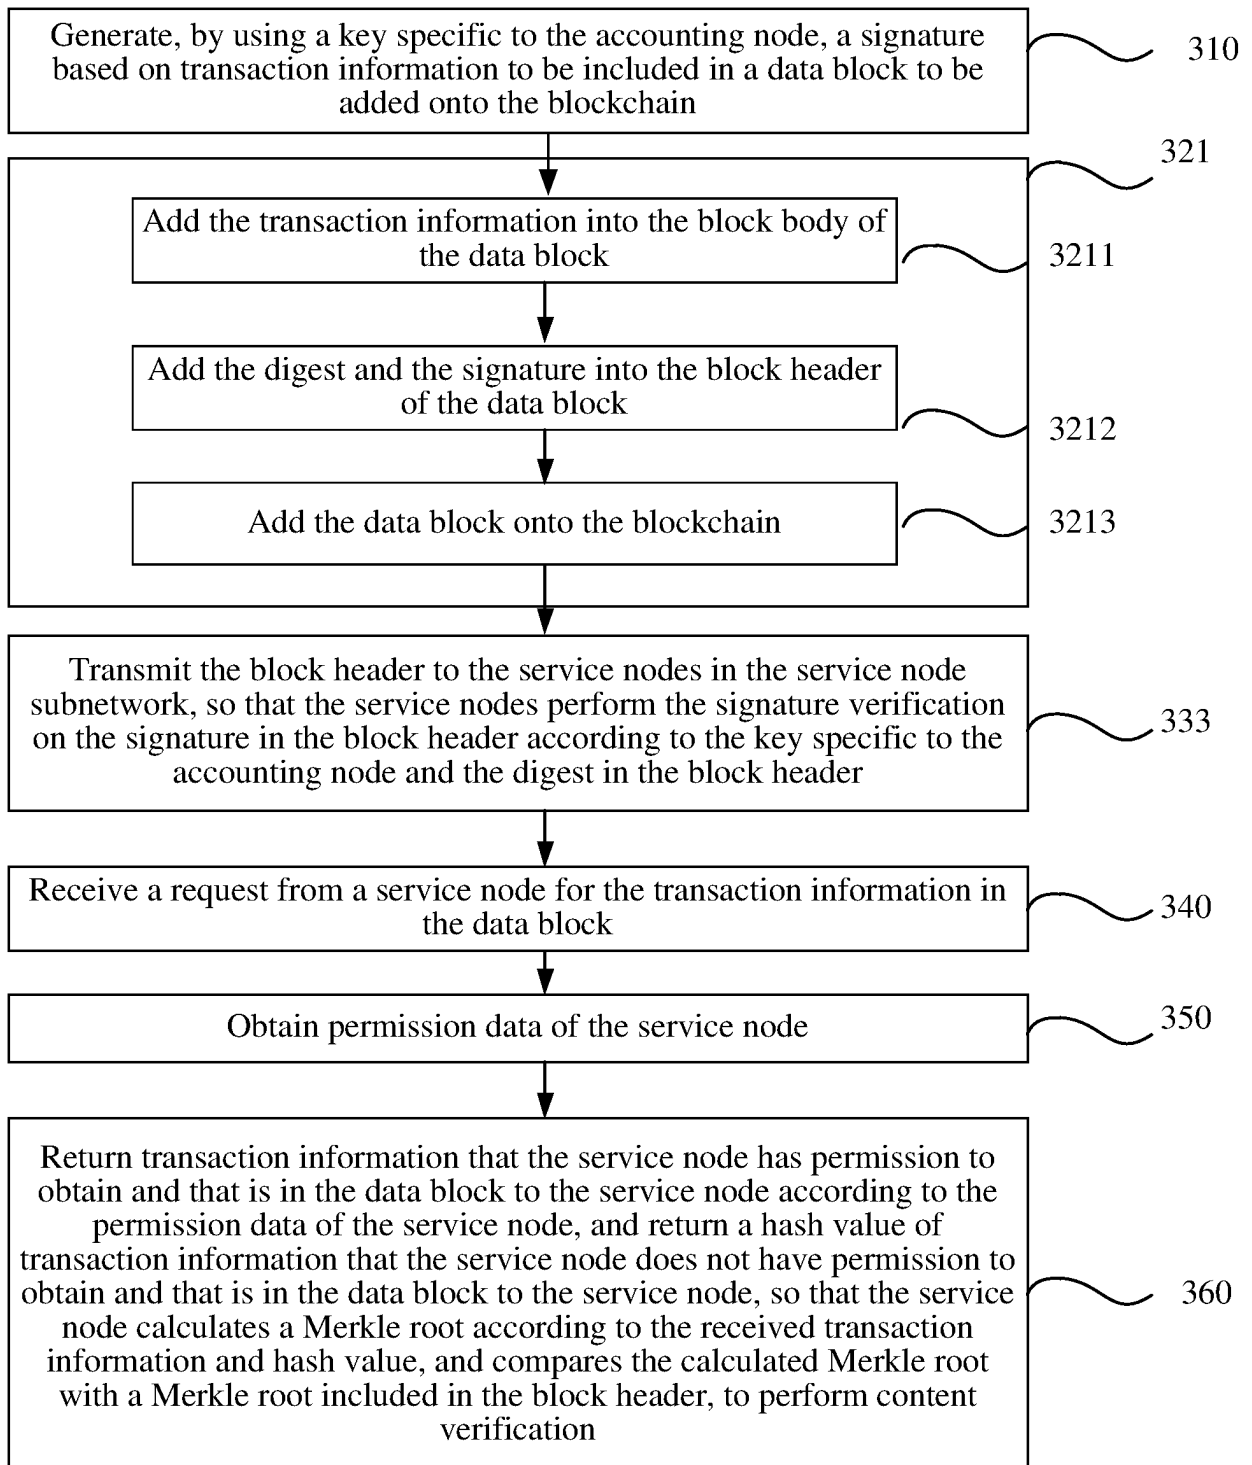 Generate, by using a key specific to the accounting node, a signature
based on transaction information to be included in a data block to be
added onto the blockchain
310
321
Add the transaction information into the block body of
the data block
3211
Add the digest and the signature into the block header
of the data block
3212
Add the data block onto the blockchain
3213
Transmit the block header to the service nodes in the service node
subnetwork, so that the service nodes perform the signature verification
on the signature in the block header according to the key specific to the
accounting node and the digest in the block header
333
Receive a request from a service node for the transaction information in
the data block
340
Obtain permission data of the service node
350
Return transaction information that the service node has permission to
obtain and that is in the data block to the service node according to the
permission data of the service node, and return a hash value of
transaction information that the service node does not have permission to
obtain and that is in the data block to the service node, so that the service
node calculates a Merkle root according to the received transaction
information and hash value, and compares the calculated Merkle root
with a Merkle root included in the block header, to perform content
verification
360